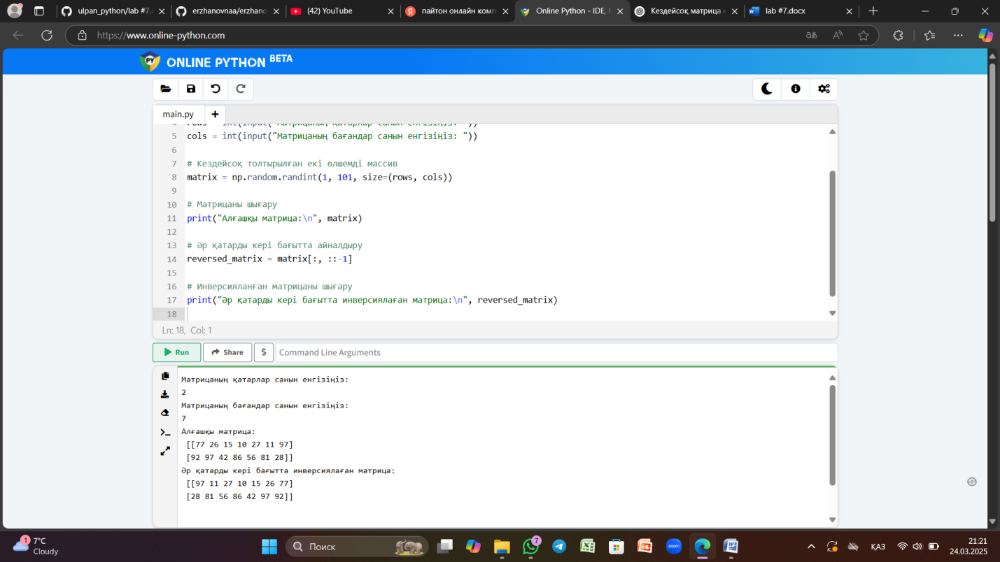 ulpan_python/lab #7.
erzhanovnaa/erzhano
(42) YouTube
пайтон онлайн комп
Online Python - IDE, E
Кездейсоқ матрица
lab #7.docx
https://www.online-python.com
ONLINE PYTHON BETA
main.py
4 rows = int(input("Матрицаның қатарлар санын енгізіңіз: "))
5 cols = int(input("Матрицаның бағандар санын енгізіңіз: "))
6
7 # Кездейсоқ толтырылған екі өлшемді массив
8 matrix = np.random.randint(1, 101, size=(rows, cols))
9
10 # Матрицаны шығару
11 print("Алғашқы матрица:\n", matrix)
12
13 # Әр қатарды кері бағытта айналдыру
14 reversed_matrix = matrix[:, ::-1]
15
16 # Инверсияланған матрицаны шығару
17 print("Әр қатарды кері бағытта инверсиялаған матрица:\n", reversed_matrix)
18
Ln: 18, Col: 1
Run
Share
$
Command Line Arguments
Матрицаның қатарлар санын енгізіңіз:
2
Матрицаның бағандар санын енгізіңіз:
7
Алғашқы матрица:
[[77 26 15 10 27 11 97]
[92 97 42 86 56 81 28]]
Әр қатарды кері бағытта инверсиялаған матрица:
[[97 11 27 10 15 26 77]
[28 81 56 86 42 97 92]]
1
7°C
Cloudy
Поиск
7
zoom
ҚАЗ
21:21
24.03.2025